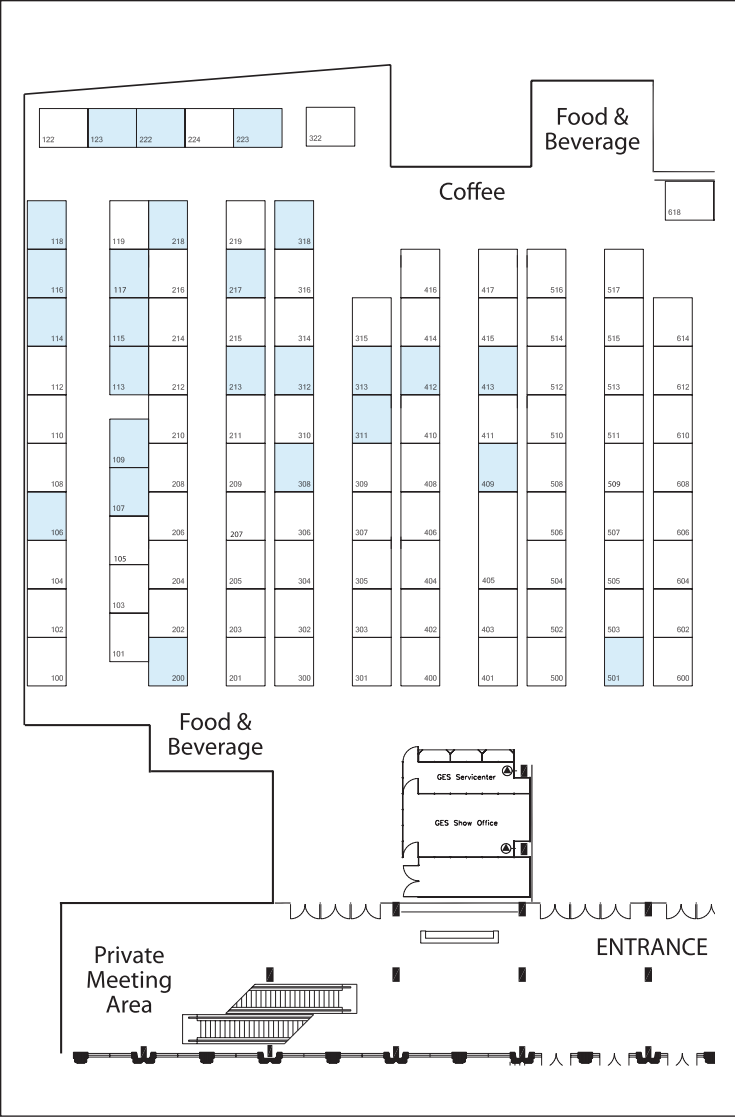 Food &
Beverage
122 123 222 224 223 322
Coffee
618
118 119 218 219 318
116 117 216 217 316 416 417 516 517
114 115 214 215 314 315 414 415 514 515 614
112 113 212 213 312 313 412 413 512 513 612
110 210 211 310 311 410 411 510 511 610
109
108 208 209 308 309 408 409 508 509 608
107
106 206 207 306 307 406 506 507 606
105
104 204 205 304 305 404 405 504 505 604
103
102 202 203 302 303 402 403 502 503 602
101
100 200 201 300 301 400 401 500 501 600
Food &
Beverage
GES Servicenter
GES Show Office
ENTRANCE
Private
Meeting
Area